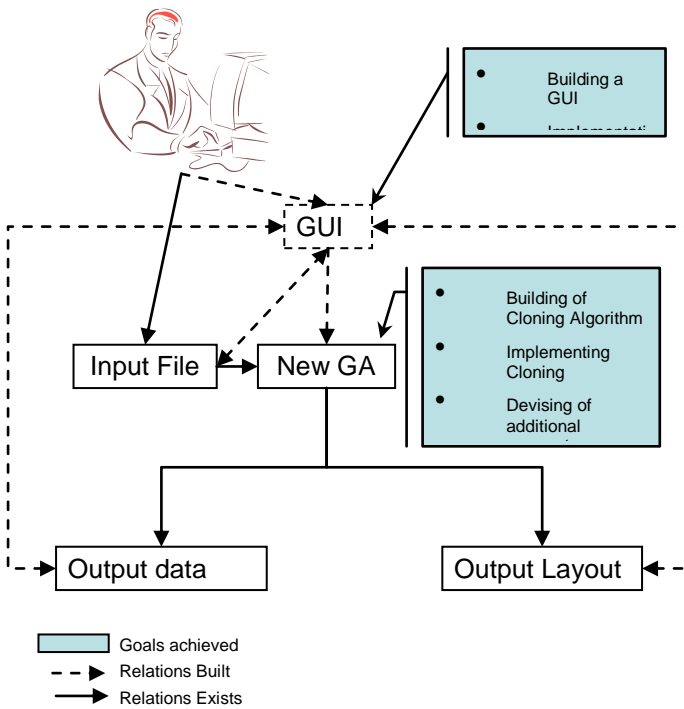 Building a
GUI
GUI
Building of
Cloning Algorithm
Implementing
Cloning
Devising of
additional
Input File
New GA
Output data
Output Layout
Goals achieved
Relations Built
Relations Exists